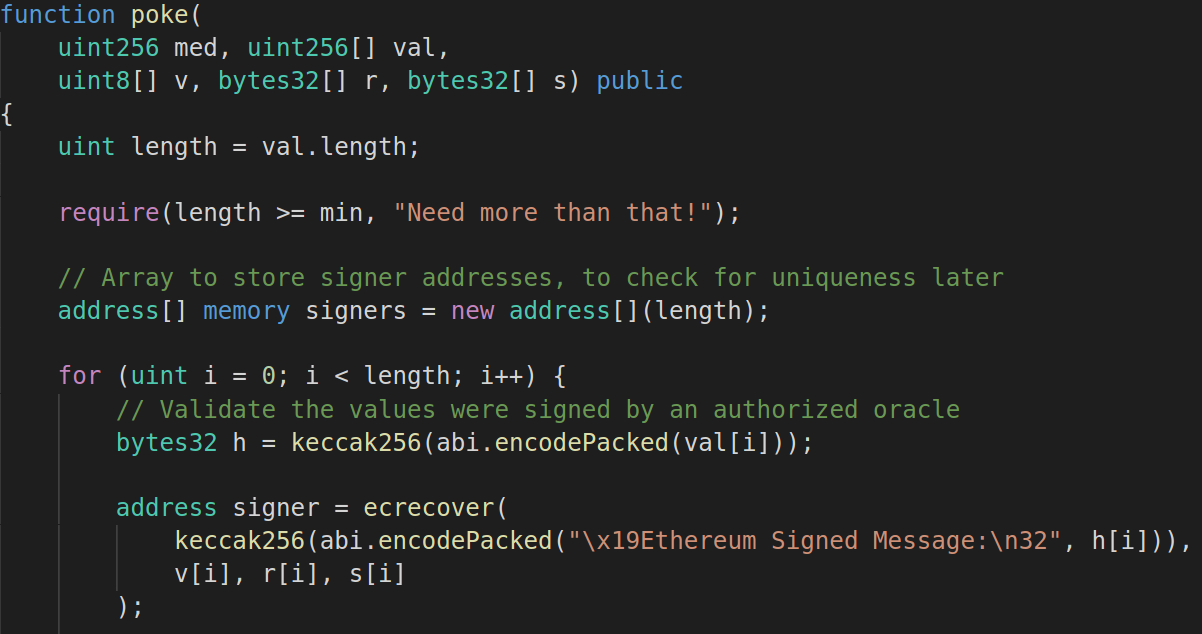 function poke(
    uint256 med, uint256[] val,
    uint8[] v, bytes32[] r, bytes32[] s) public
{
    uint length = val.length;

    require(length >= min, "Need more than that!");

    // Array to store signer addresses, to check for uniqueness later
    address[] memory signers = new address[](length);

    for (uint i = 0; i < length; i++) {
        // Validate the values were signed by an authorized oracle
        bytes32 h = keccak256(abi.encodePacked(val[i]));

        address signer = ecrecover(
            keccak256(abi.encodePacked("\x19Ethereum Signed Message:\n32", h[i])),
            v[i], r[i], s[i]
        );